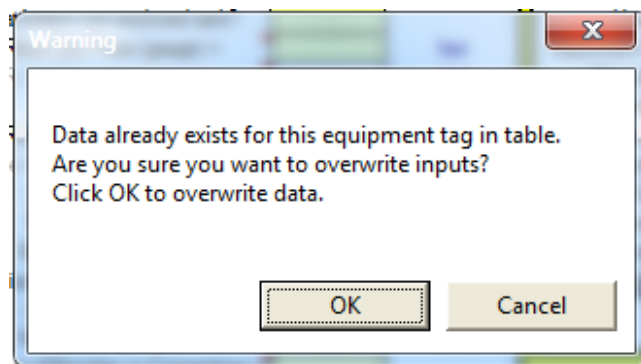 Warning
Data already exists for this equipment tag in table.
Are you sure you want to overwrite inputs?
Click OK to overwrite data.
OK
Cancel